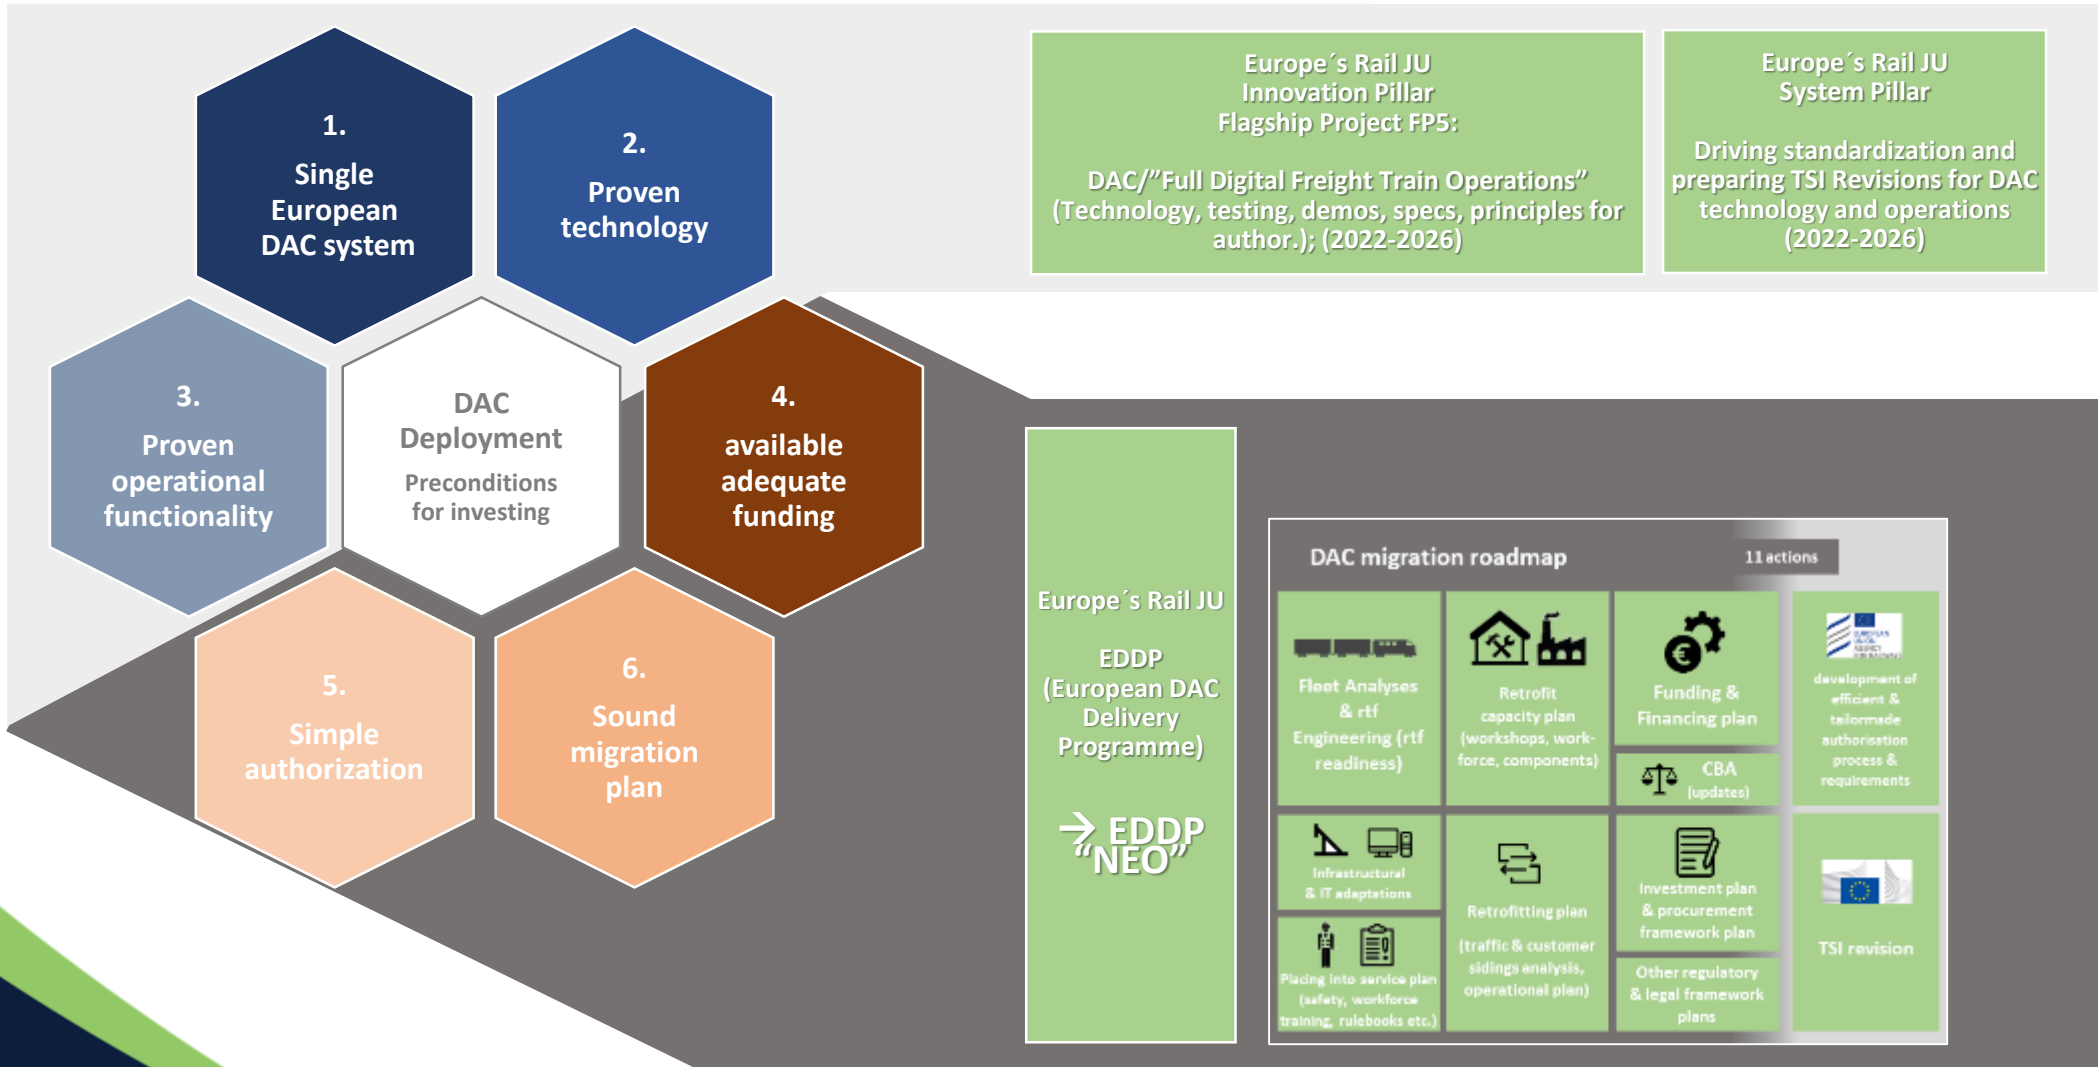 1.
Single
European
DAC system
2.
Proven
technology
3.
Proven
operational
functionality
DAC
Deployment
Preconditions
for investing
4.
available
adequate
funding
5.
Simple
authorization
6.
Sound
migration
plan
Europe´s Rail JU
Innovation Pillar
Flagship Project FP5:
DAC/”Full Digital Freight Train Operations”
(Technology, testing, demos, specs, principles for
author.); (2022-2026)
Europe´s Rail JU
System Pillar
Driving standardization and
preparing TSI Revisions for DAC
technology and operations
(2022-2026)
Europe´s Rail JU
EDDP
(European DAC
Delivery
Programme)
→ EDDP
“NEO”
DAC migration roadmap
11 actions
Fleet Analyses
& rtf
Engineering (rtf
readiness)
Retrofit
capacity plan
(workshops, work-
force, components)
Funding &
Financing plan
CBA
(updates)
EUROPEAN
UNION
AGENCY
FOR RAILWAYS
development of
efficient &
tailormade
authorisation
process &
requirements
Infrastructural
& IT adaptations
Placing into service plan
(safety, workforce
training, rulebooks etc.)
Retrofitting plan
(traffic & customer
sidings analysis,
operational plan)
Investment plan
& procurement
framework plan
Other regulatory
& legal framework
plans
TSI revision